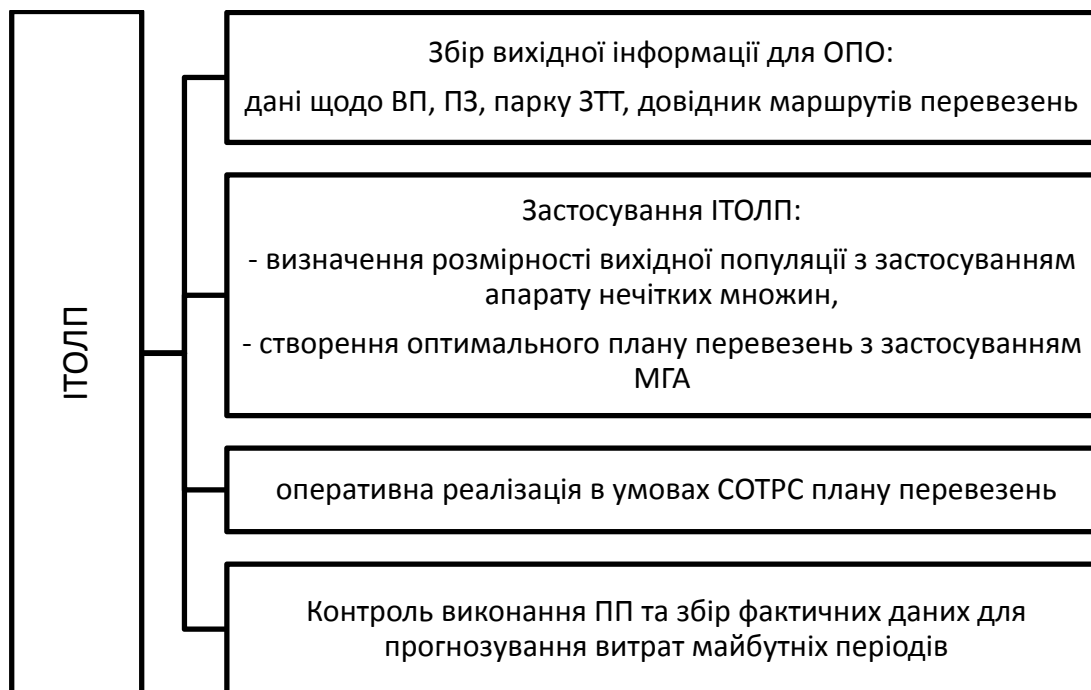 ІТОЛП
Збір вихідної інформації для ОПО:
дані щодо ВП, ПЗ, парку ЗТТ, довідник маршрутів перевезень
Застосування ІТОЛП:
- визначення розмірності вихідної популяції з застосуванням
апарату нечітких множин,
- створення оптимального плану перевезень з застосуванням
МГА
оперативна реалізація в умовах СОТРС плану перевезень
Контроль виконання ПП та збір фактичних даних для
прогнозування витрат майбутніх періодів